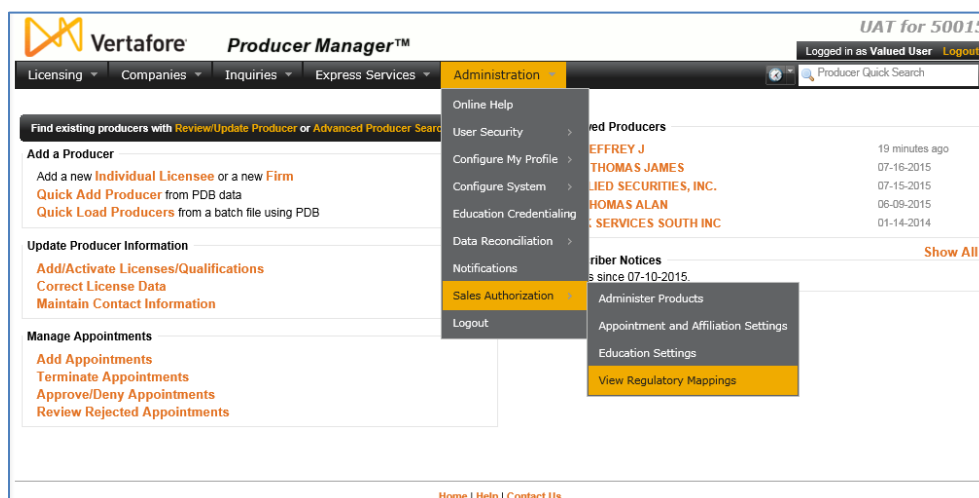 UAT for 50015
Vertafore
Producer Manager™
Logged in as Valued User Logout
Licensing Companies Inquiries Express Services Administration
Producer Quick Search
Find existing producers with Review/Update Producer or Advanced Producer Searc
Add a Producer
Add a new Individual Licensee or a new Firm
Quick Add Producer from PDB data
Quick Load Producers from a batch file using PDB
Update Producer Information
Add/Activate Licenses/Qualifications
Correct License Data
Maintain Contact Information
Manage Appointments
Add Appointments
Terminate Appointments
Approve/Deny Appointments
Review Rejected Appointments
Online Help
User Security
Configure My Profile
Configure System
Education Credentialing
Data Reconciliation
Notifications
Sales Authorization
Logout
Administer Products
Appointment and Affiliation Settings
Education Settings
View Regulatory Mappings
ved Producers
EFFREY J 19 minutes ago
THOMAS JAMES 07-16-2015
LIED SECURITIES, INC. 07-15-2015
HOMAS ALAN 06-09-2015
SERVICES SOUTH INC 01-14-2014
Show All
criber Notices
s since 07-10-2015.
Home | Help | Contact Us